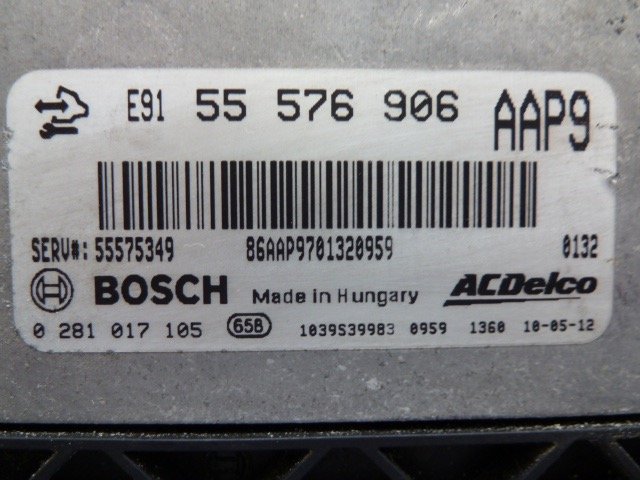 E91 55 576 906 AAP9
SERV#: 55575349 86AAP9701320959 0132
BOSCH Made in Hungary ACDelco
0 281 017 105 658 1039S39983 0959 1360 10-05-12